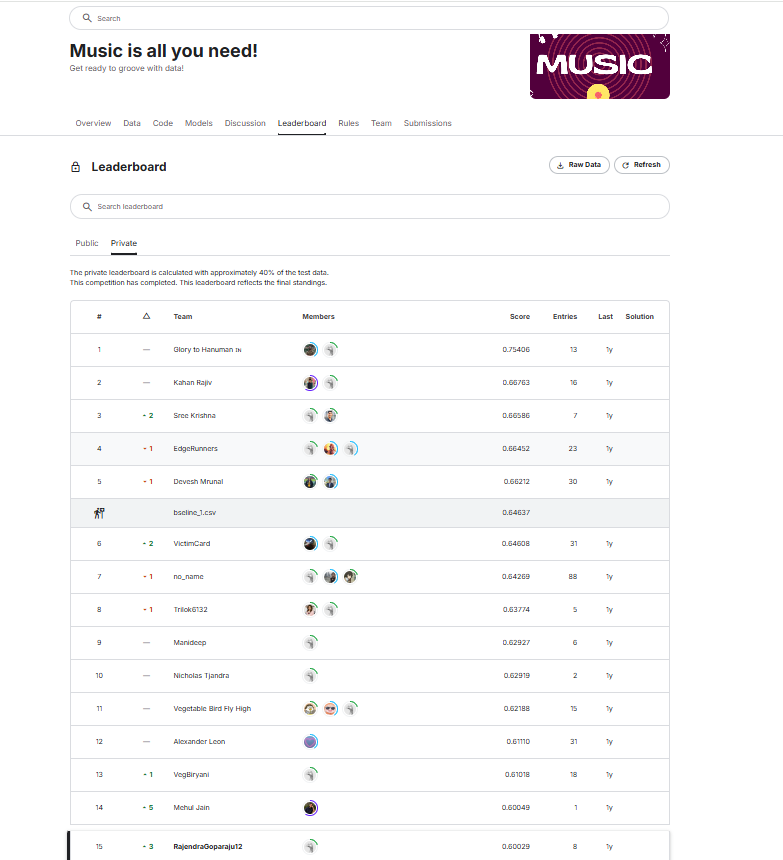 Search
Music is all you need!
Get ready to groove with data!
MUSIC
Overview Data Code Models Discussion Leaderboard Rules Team Submissions
Leaderboard
Raw Data Refresh
Search leaderboard
Public Private
The private leaderboard is calculated with approximately 40% of the test data.
This competition has completed. This leaderboard reflects the final standings.
# △ Team Members Score Entries Last Solution
1 — Glory to Hanuman IN 0.75406 13 1y
2 — Kahan Rajiv 0.66763 16 1y
3 2 Sree Krishna 0.66586 7 1y
4 1 EdgeRunners 0.66452 23 1y
5 1 Devesh Mrunal 0.66212 30 1y
bseline_1.csv 0.64637
6 2 VictimCard 0.64608 31 1y
7 1 no_name 0.64269 88 1y
8 1 Trilok6132 0.63774 5 1y
9 — Manideep 0.62927 6 1y
10 — Nicholas Tjandra 0.62919 2 1y
11 — Vegetable Bird Fly High 0.62188 15 1y
12 — Alexander Leon 0.61110 31 1y
13 1 VegBiryani 0.61018 18 1y
14 5 Mehul Jain 0.60049 1 1y
15 3 RajendraGoparaju12 0.60029 8 1y